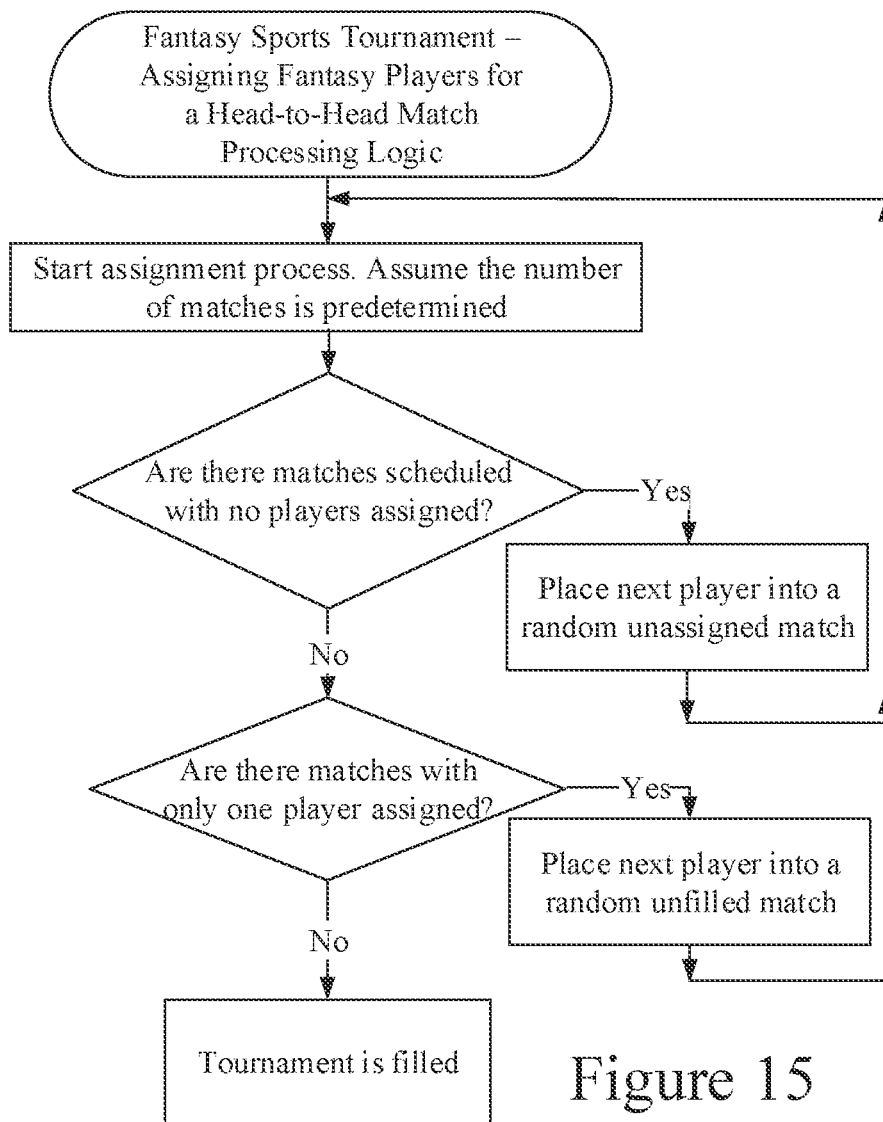 Fantasy Sports Tournament –
Assigning Fantasy Players for
a Head-to-Head Match
Processing Logic
Start assignment process. Assume the number
of matches is predetermined
Are there matches scheduled
with no players assigned?
Yes
Place next player into a
random unassigned match
No
Are there matches with
only one player assigned?
Yes
Place next player into a
random unfilled match
No
Tournament is filled
Figure 15